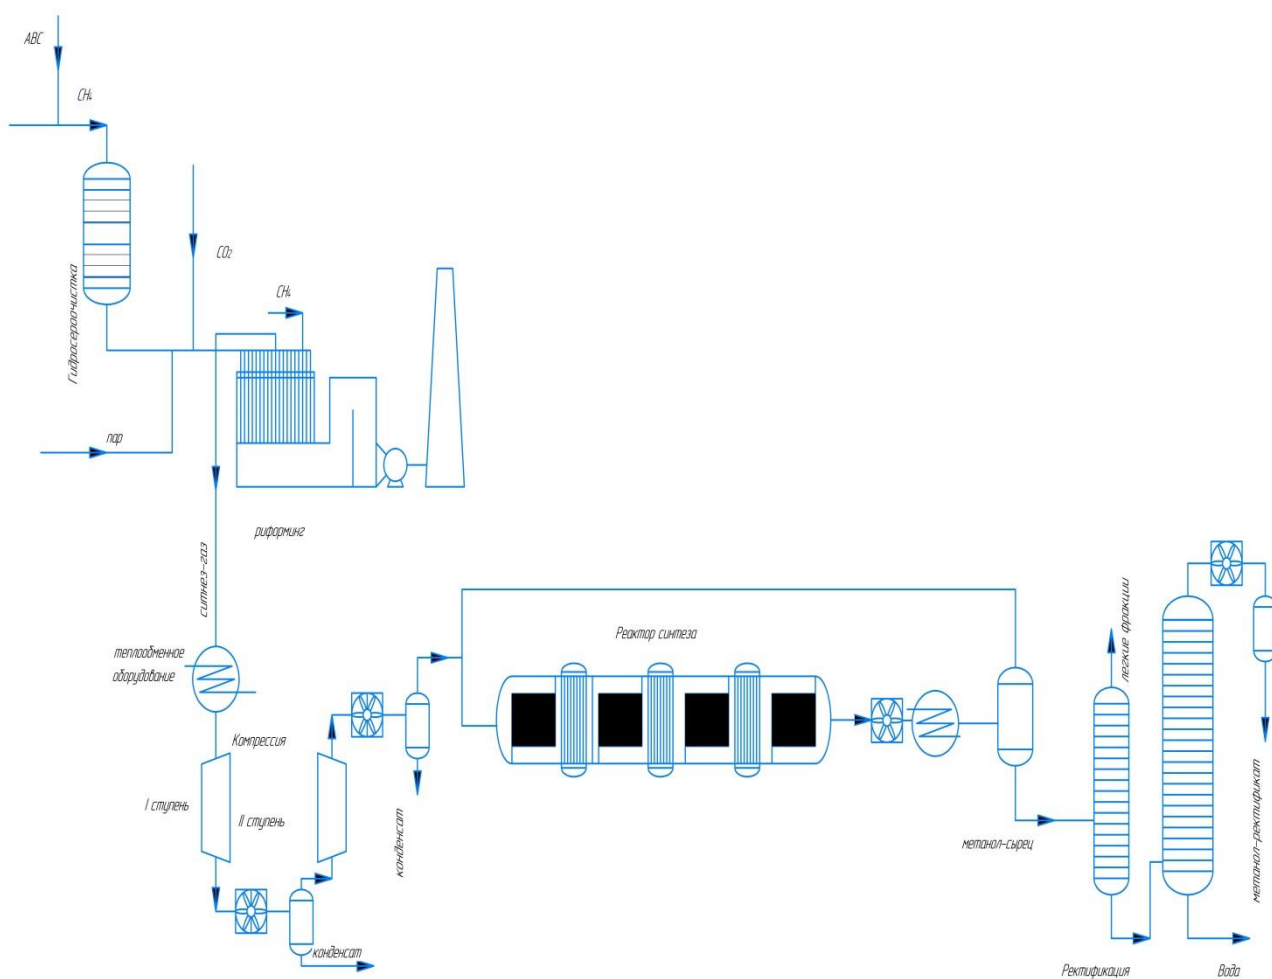 АВС
CH₄
CO₂
Гидросероочистка
CH₄
пар
риформинг
ситнез-газ
теплообменное
оборудование
Компрессия
I ступень
II ступень
конденсат
конденсат
Реактор синтеза
метанол-сырец
легкие фракции
метанол-ректификат
Ректификация
Вода